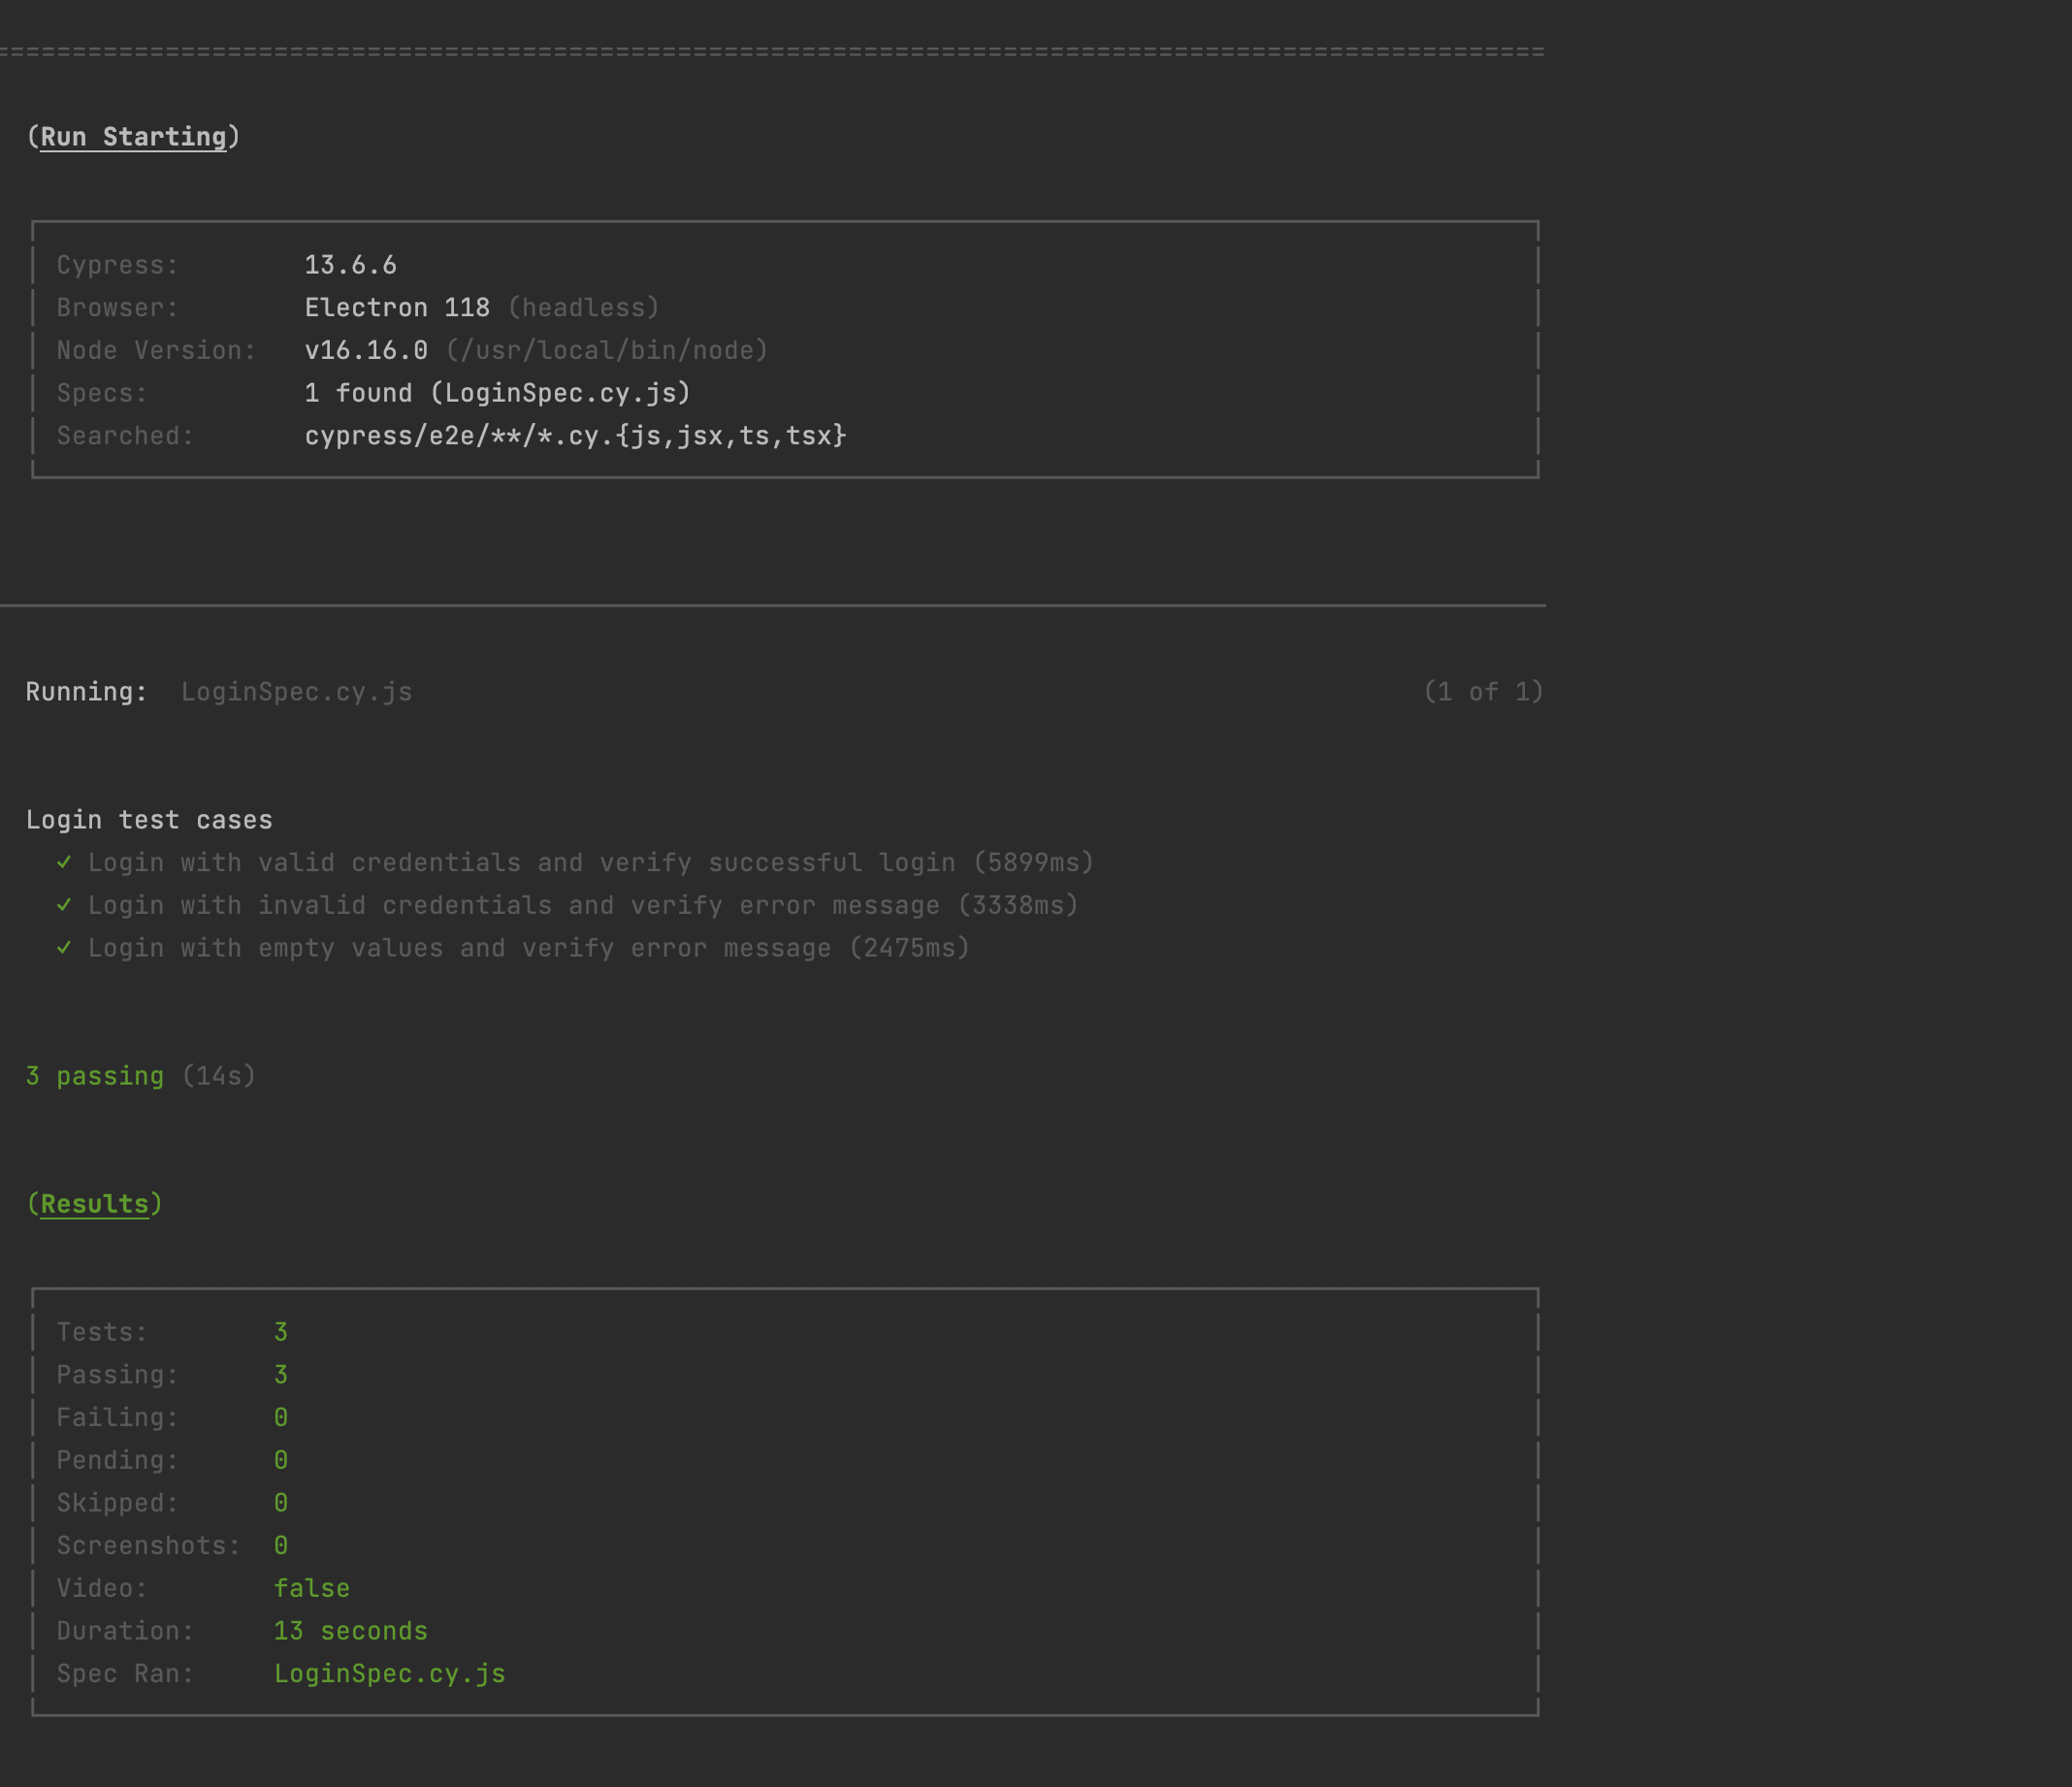 ====================================================================================================
(Run Starting)
Cypress: 13.6.6
Browser: Electron 118 (headless)
Node Version: v16.16.0 (/usr/local/bin/node)
Specs: 1 found (LoginSpec.cy.js)
Searched: cypress/e2e/**/*.cy.{js,jsx,ts,tsx}
Running: LoginSpec.cy.js (1 of 1)
Login test cases
✓ Login with valid credentials and verify successful login (5899ms)
✓ Login with invalid credentials and verify error message (3338ms)
✓ Login with empty values and verify error message (2475ms)
3 passing (14s)
(Results)
Tests: 3
Passing: 3
Failing: 0
Pending: 0
Skipped: 0
Screenshots: 0
Video: false
Duration: 13 seconds
Spec Ran: LoginSpec.cy.js